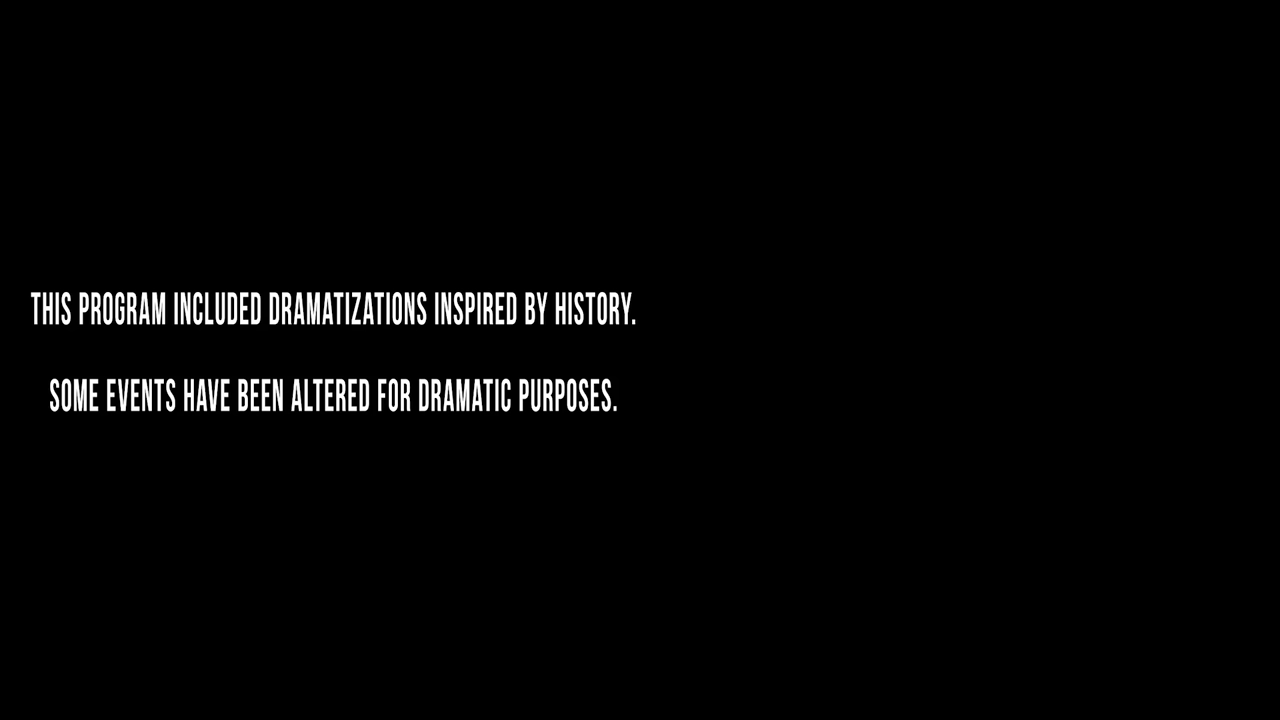 THIS PROGRAM INCLUDED DRAMATIZATIONS INSPIRED BY HISTORY.
SOME EVENTS HAVE BEEN ALTERED FOR DRAMATIC PURPOSES.